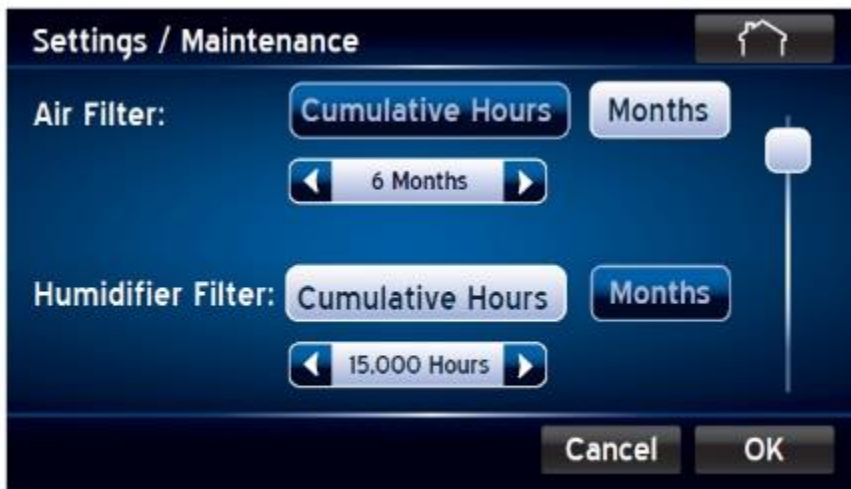 Settings / Maintenance
Air Filter: Cumulative Hours Months
6 Months
Humidifier Filter: Cumulative Hours Months
15,000 Hours
Cancel OK